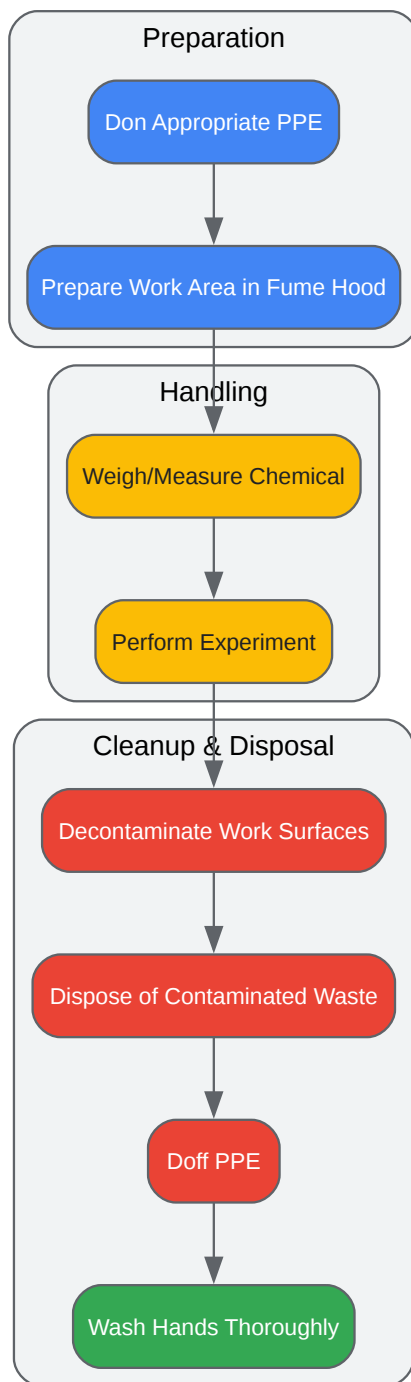 Preparation
Don Appropriate PPE
Prepare Work Area in Fume Hood
Handling
Weigh/Measure Chemical
Perform Experiment
Cleanup & Disposal
Decontaminate Work Surfaces
Dispose of Contaminated Waste
Doff PPE
Wash Hands Thoroughly